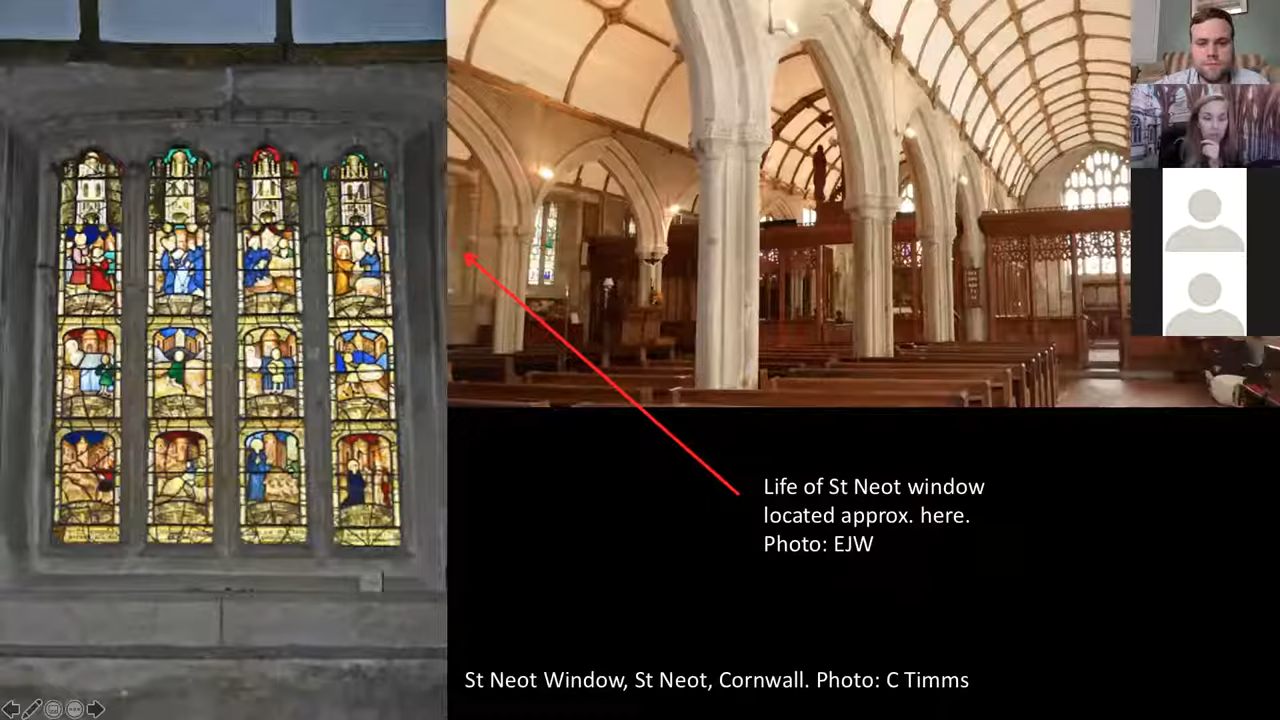 Life of St Neot window
located approx. here.
Photo: EJW
St Neot Window, St Neot, Cornwall. Photo: C Timms